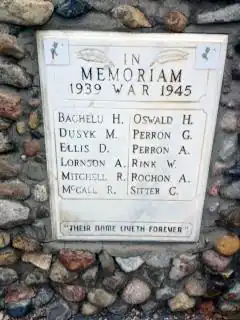 IN
MEMORIAM
1939 WAR 1945
BAGHELU H. OSWALD H.
DUSYK M. PERRON G.
ELLIS D. PERRON A.
LORNSON A. RINK W.
MITCHELL R. ROCHON A.
MCCALL R. SITTER C.
"THEIR NAME LIVETH FOREVER"